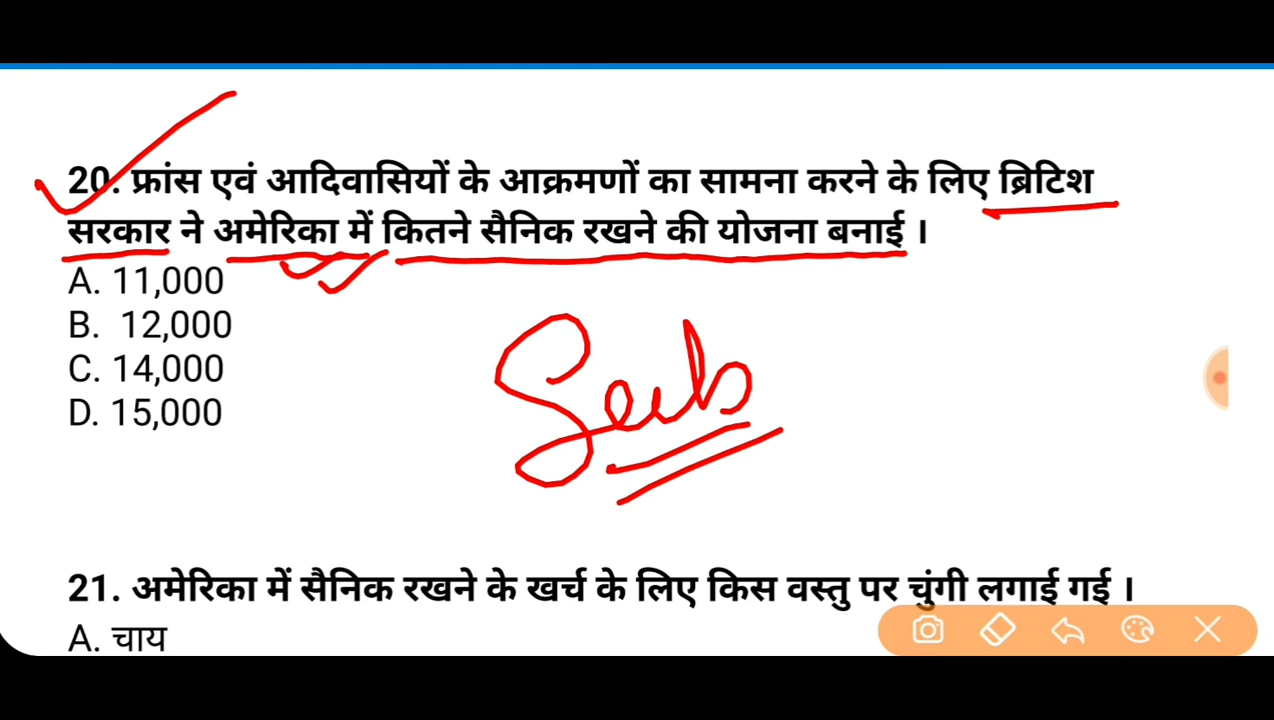 20. फ्रांस एवं आदिवासियों के आक्रमणों का सामना करने के लिए ब्रिटिश
सरकार ने अमेरिका में कितने सैनिक रखने की योजना बनाई ।
A. 11,000
B. 12,000
C. 14,000
D. 15,000
21. अमेरिका में सैनिक रखने के खर्च के लिए किस वस्तु पर चुंगी लगाई गई ।
A. चाय